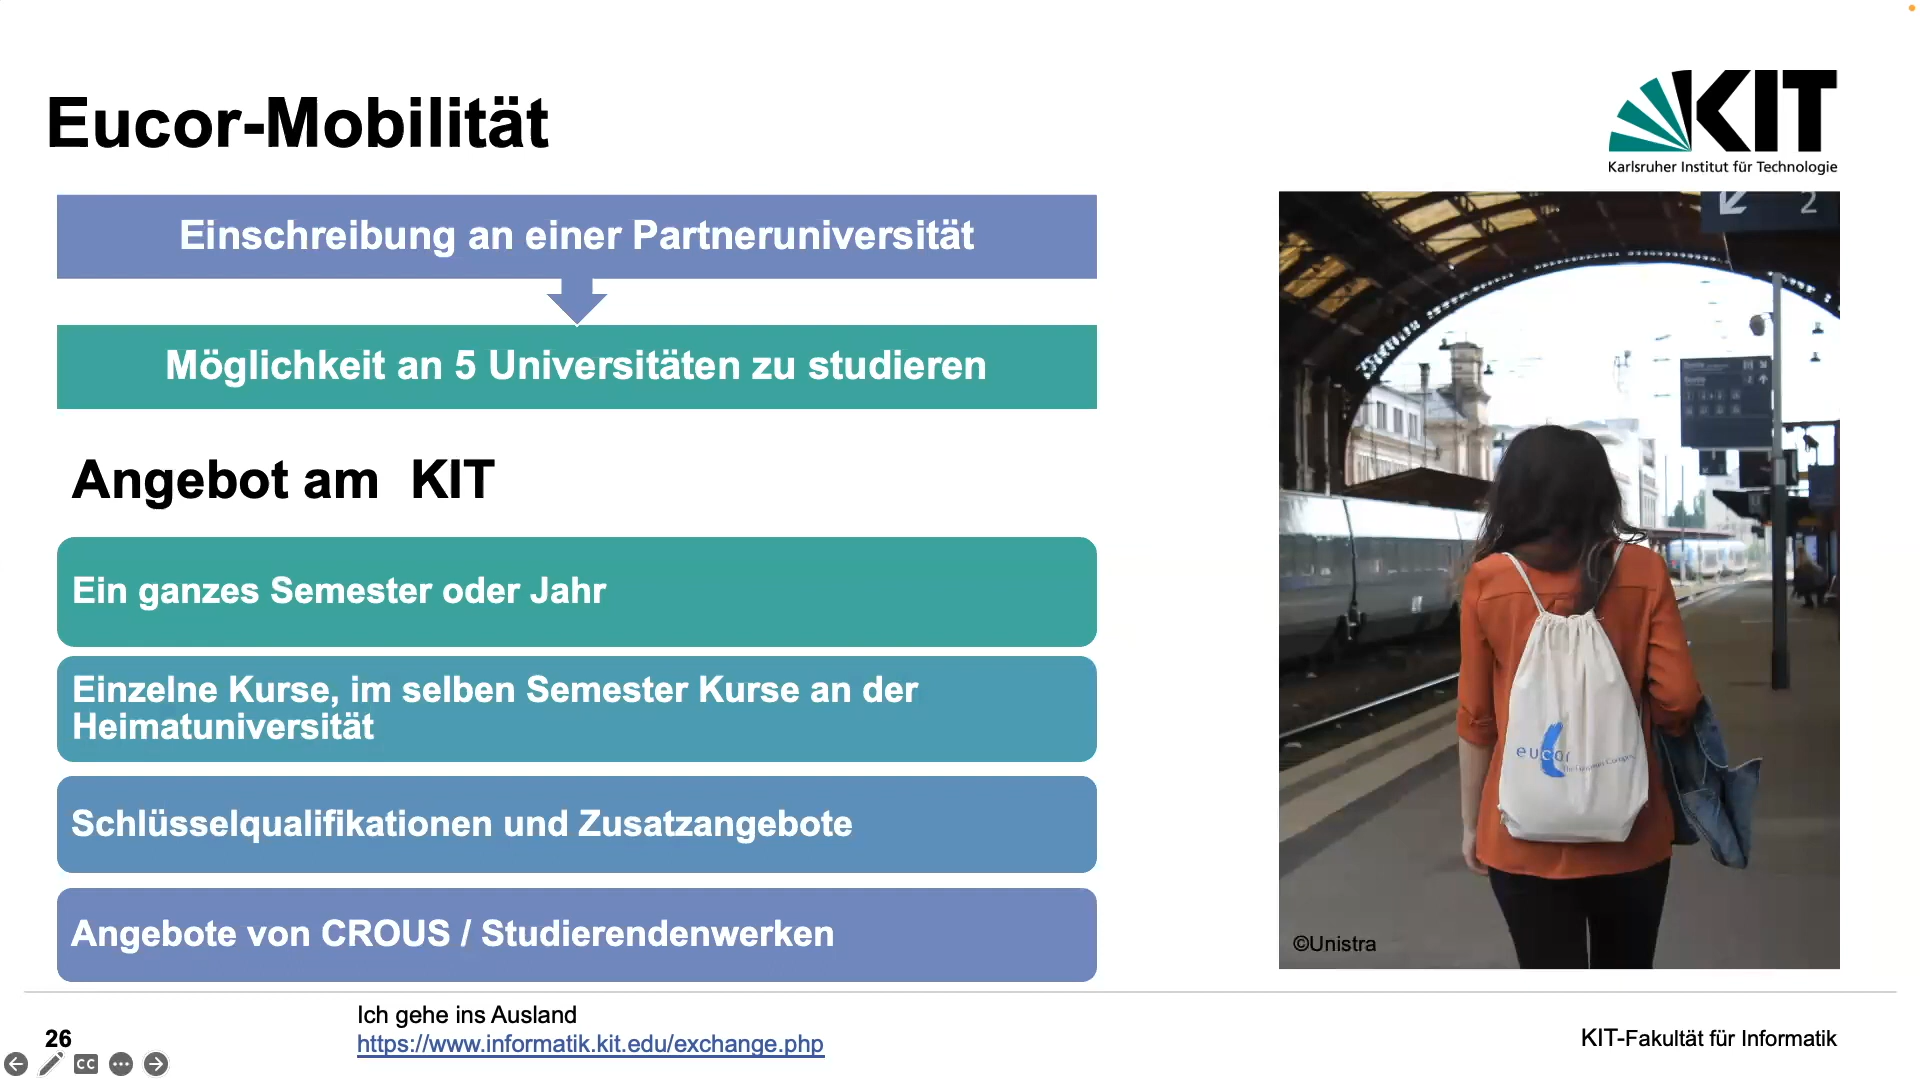 Eucor-Mobilität
KIT
Karlsruher Institut für Technologie
Einschreibung an einer Partneruniversität
Möglichkeit an 5 Universitäten zu studieren
Angebot am KIT
Ein ganzes Semester oder Jahr
Einzelne Kurse, im selben Semester Kurse an der
Heimatuniversität
Schlüsselqualifikationen und Zusatzangebote
Angebote von CROUS / Studierendenwerken
2
eucor
©Unistra
26
Ich gehe ins Ausland
https://www.informatik.kit.edu/exchange.php
KIT-Fakultät für Informatik
CC